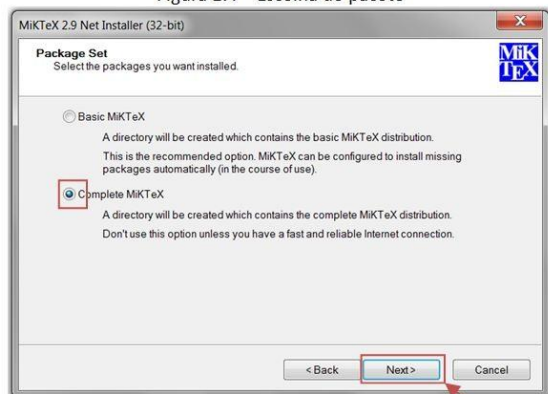 MiKTeX 2.9 Net Installer (32-bit)
Package Set
Select the packages you want installed.
MiK
TEX
Basic MiKTeX
A directory will be created which contains the basic MiKTeX distribution.
This is the recommended option. MiKTeX can be configured to install missing
packages automatically (in the course of use).
Complete MiKTeX
A directory will be created which contains the complete MiKTeX distribution.
Don't use this option unless you have a fast and reliable Internet connection.
< Back Next > Cancel